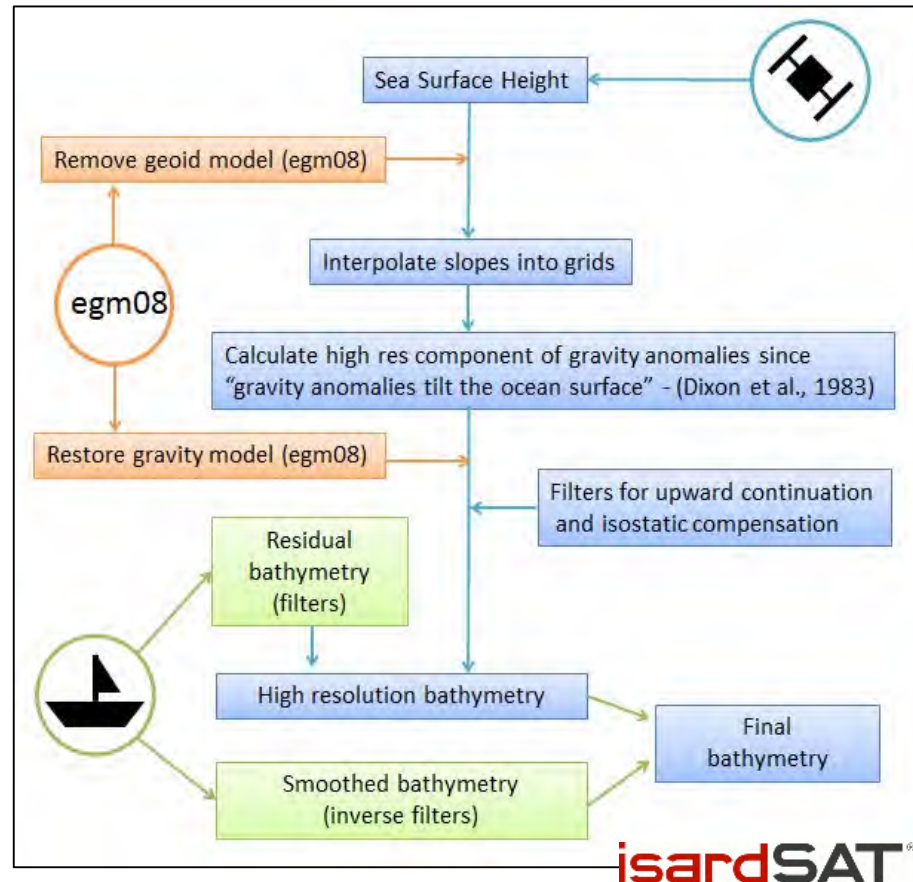 Sea Surface Height
Remove geoid model (egm08)
Interpolate slopes into grids
egm08
Calculate high res component of gravity anomalies since
“gravity anomalies tilt the ocean surface” - (Dixon et al., 1983)
Restore gravity model (egm08)
Filters for upward continuation
and isostatic compensation
Residual
bathymetry
(filters)
High resolution bathymetry
Final
bathymetry
Smoothed bathymetry
(inverse filters)
isardSAT®